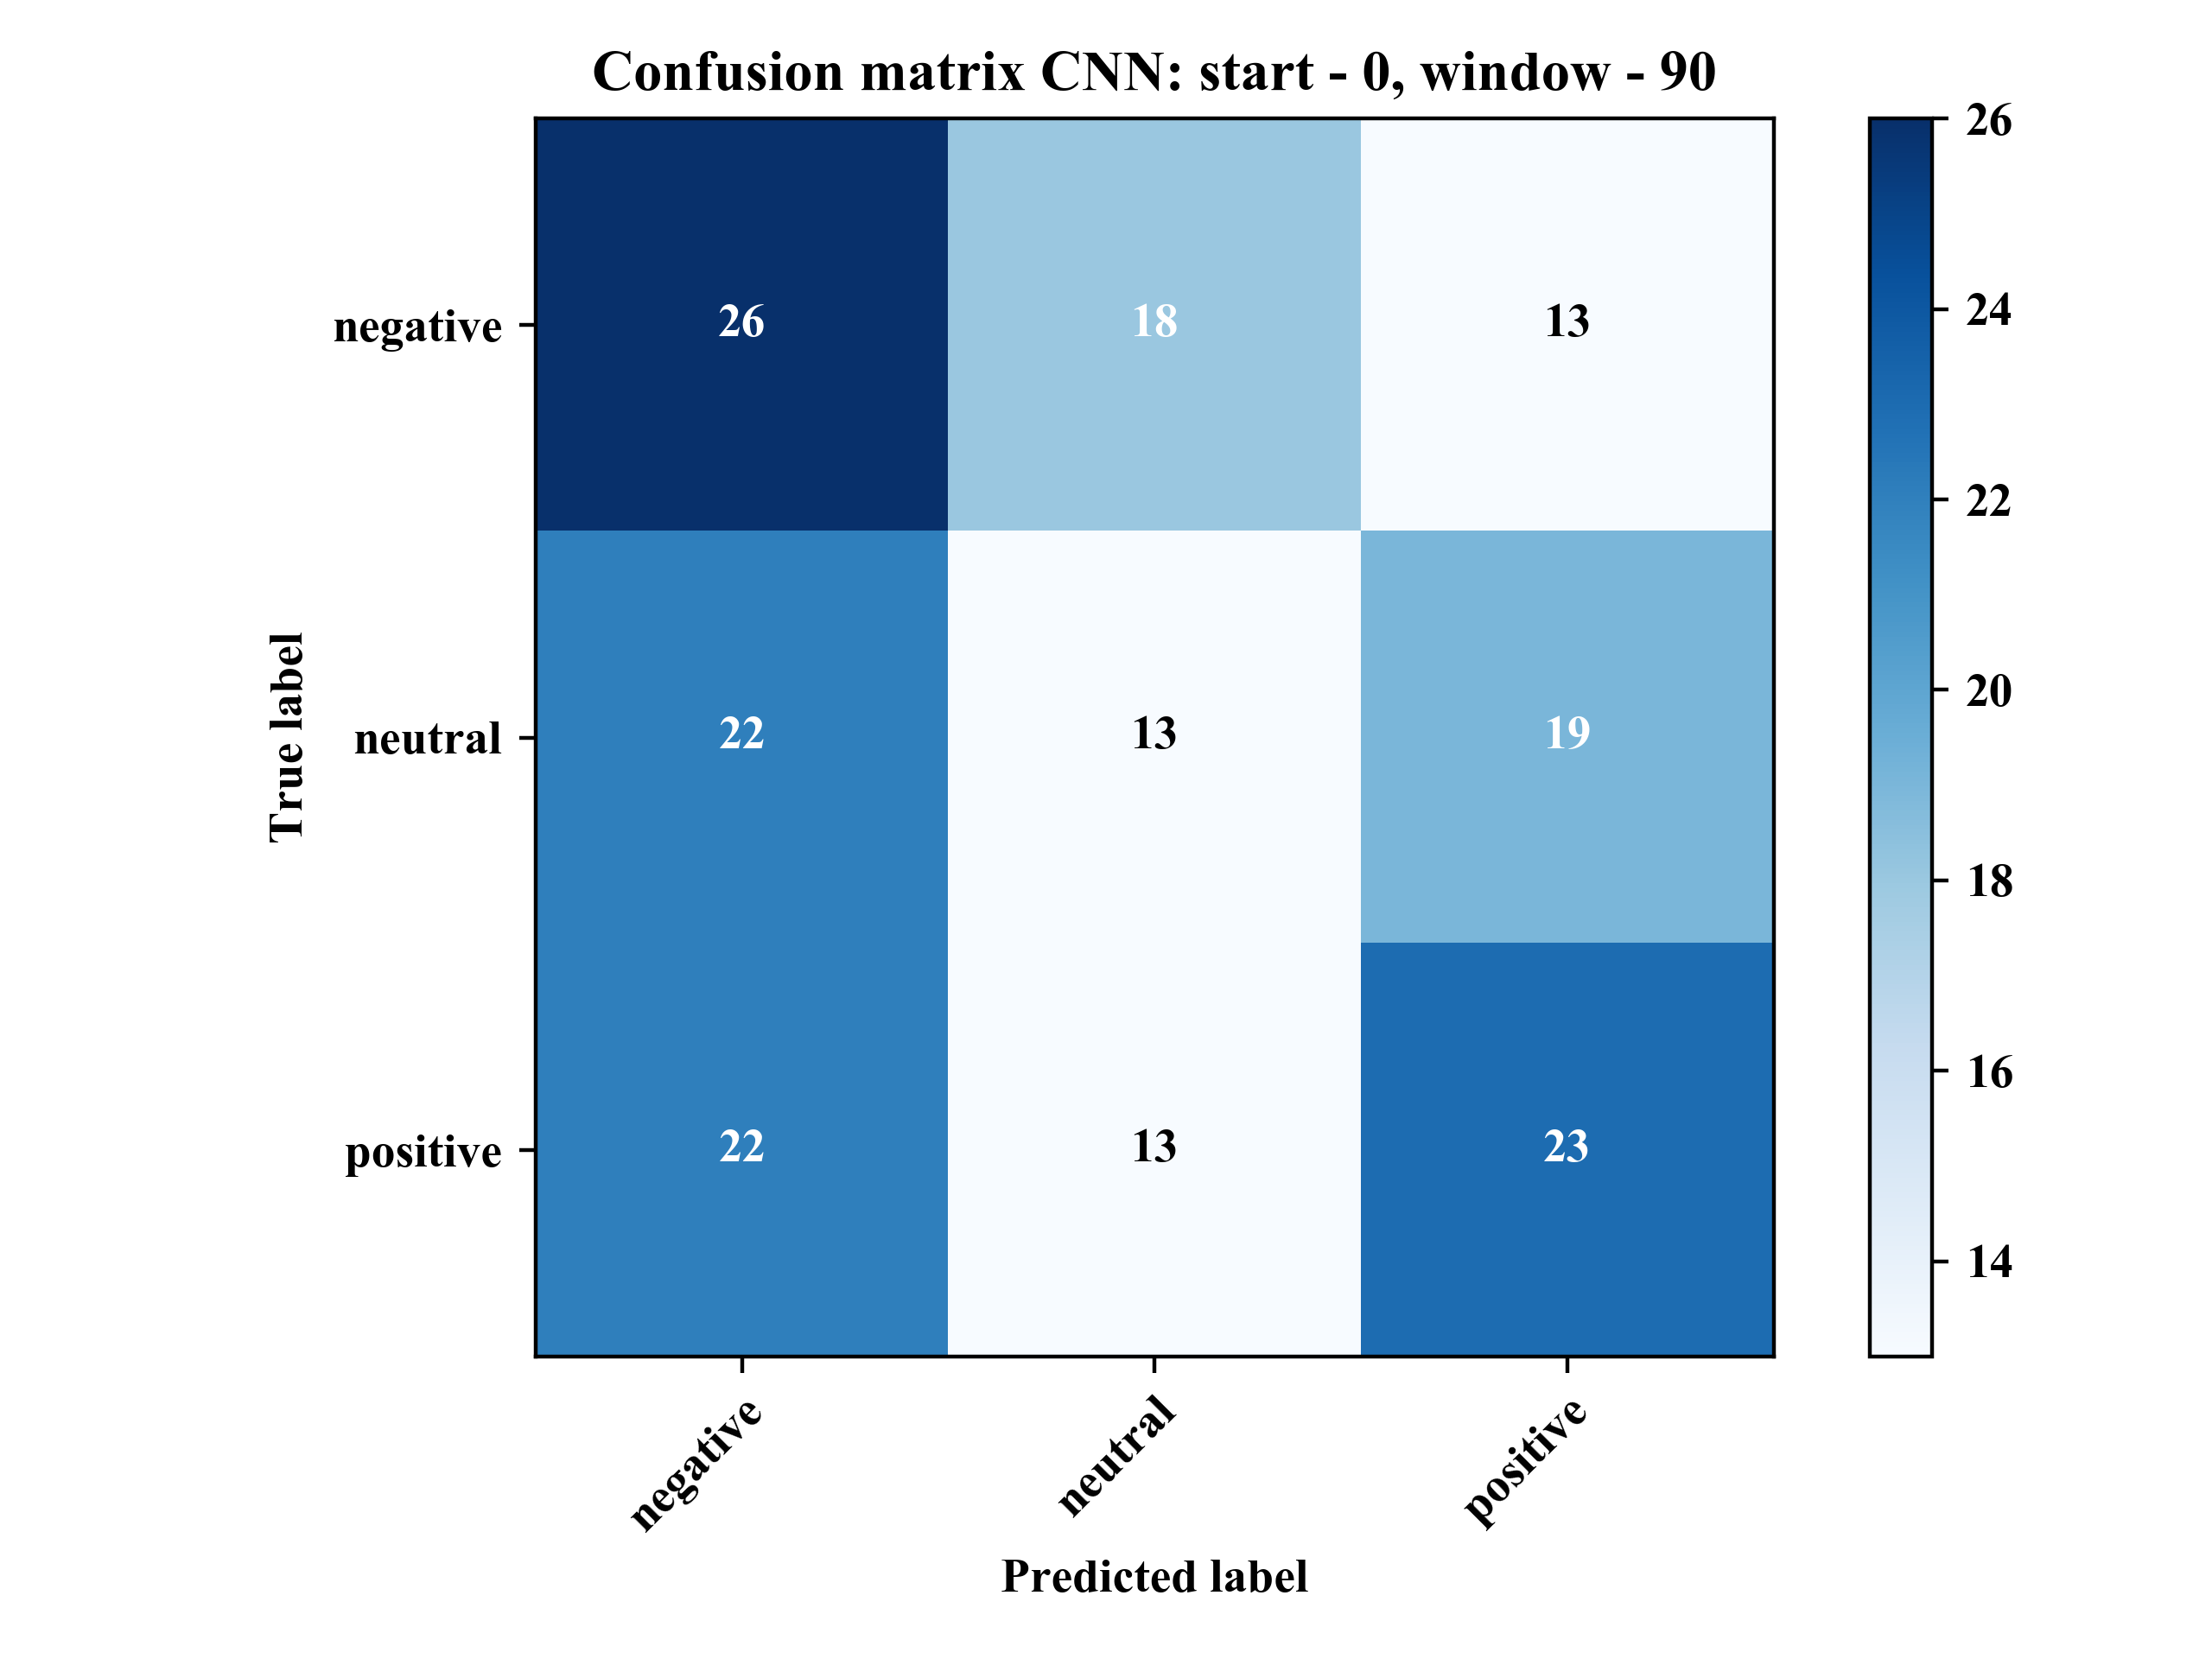 Confusion matrix CNN: start - 0, window - 90
True label
negative
26
18
13
neutral
22
13
19
positive
22
13
23
negative
neutral
positive
Predicted label
26
24
22
20
18
16
14